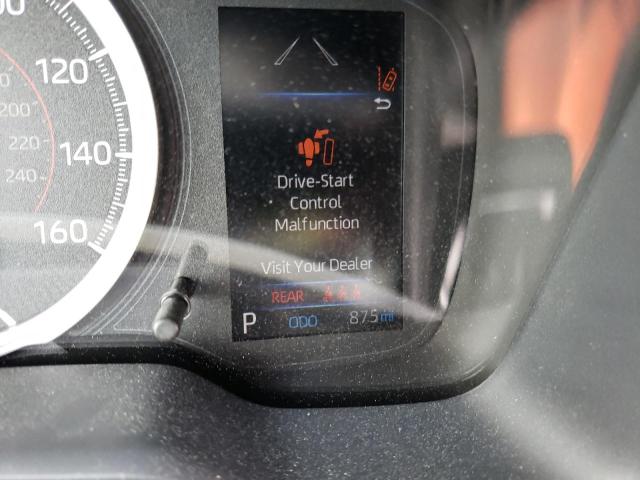 120
200
220
140
240
160
Drive-Start
Control
Malfunction
Visit Your Dealer
REAR
P ODO 875 mi